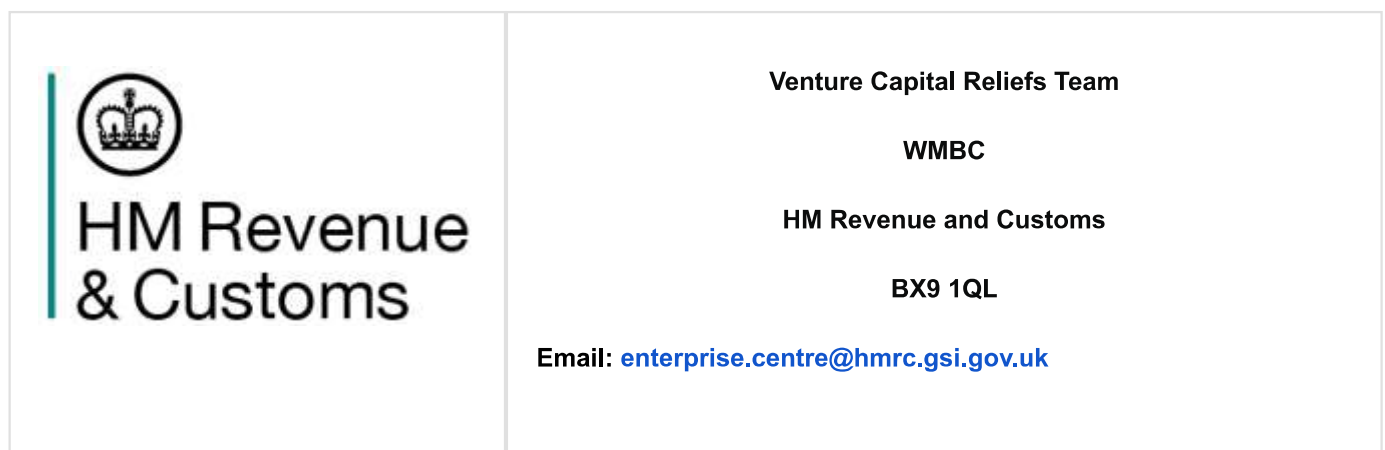 HM Revenue
& Customs
Venture Capital Reliefs Team
WMBC
HM Revenue and Customs
BX9 1QL
Email: enterprise.centre@hmrc.gsi.gov.uk